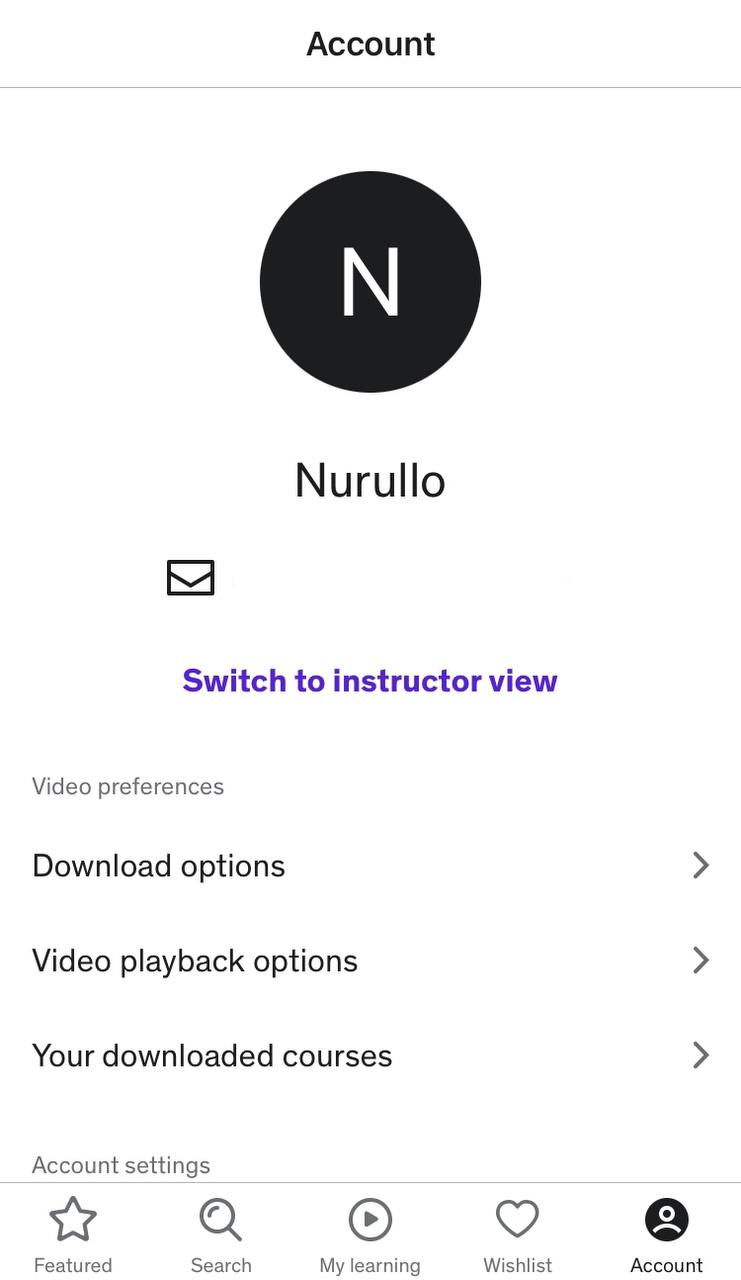 Account
N
Nurullo
Switch to instructor view
Video preferences
Download options
Video playback options
Your downloaded courses
Account settings
Featured
Search
My learning
Wishlist
Account